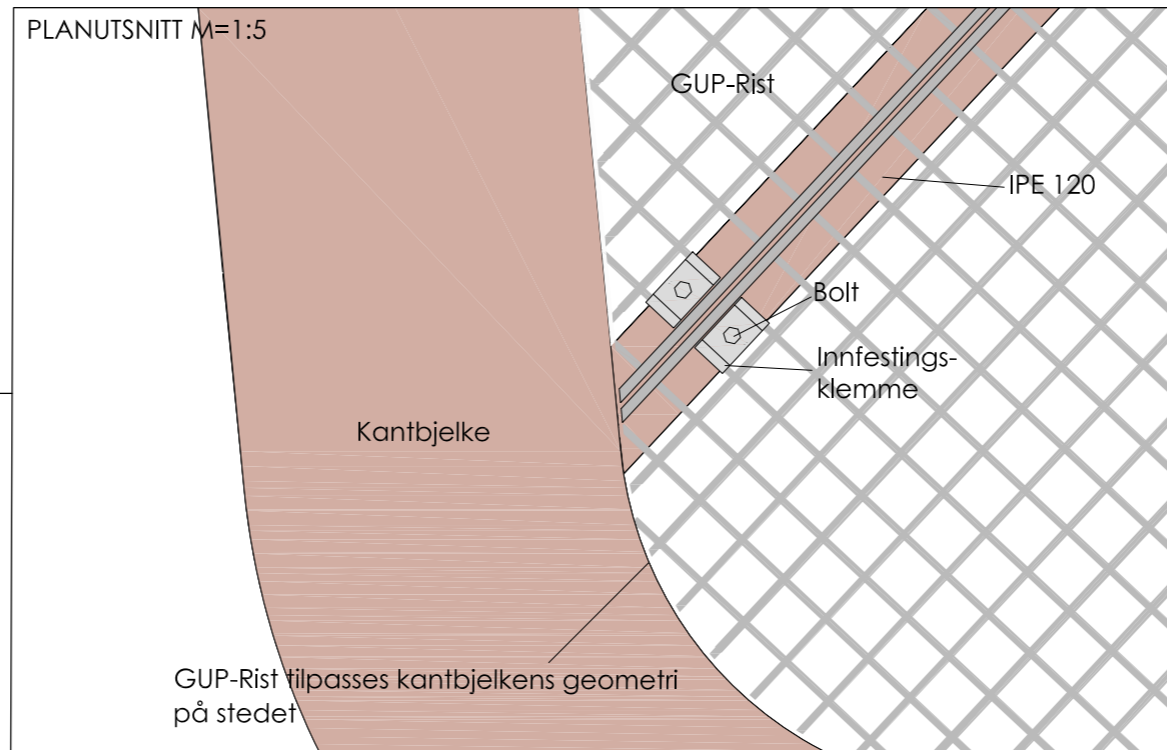 PLANUTSNITT M=1:5
GUP-Rist
IPE 120
Bolt
Innfestings-
klemme
Kantbjelke
GUP-Rist tilpasses kantbjelkens geometri
på stedet